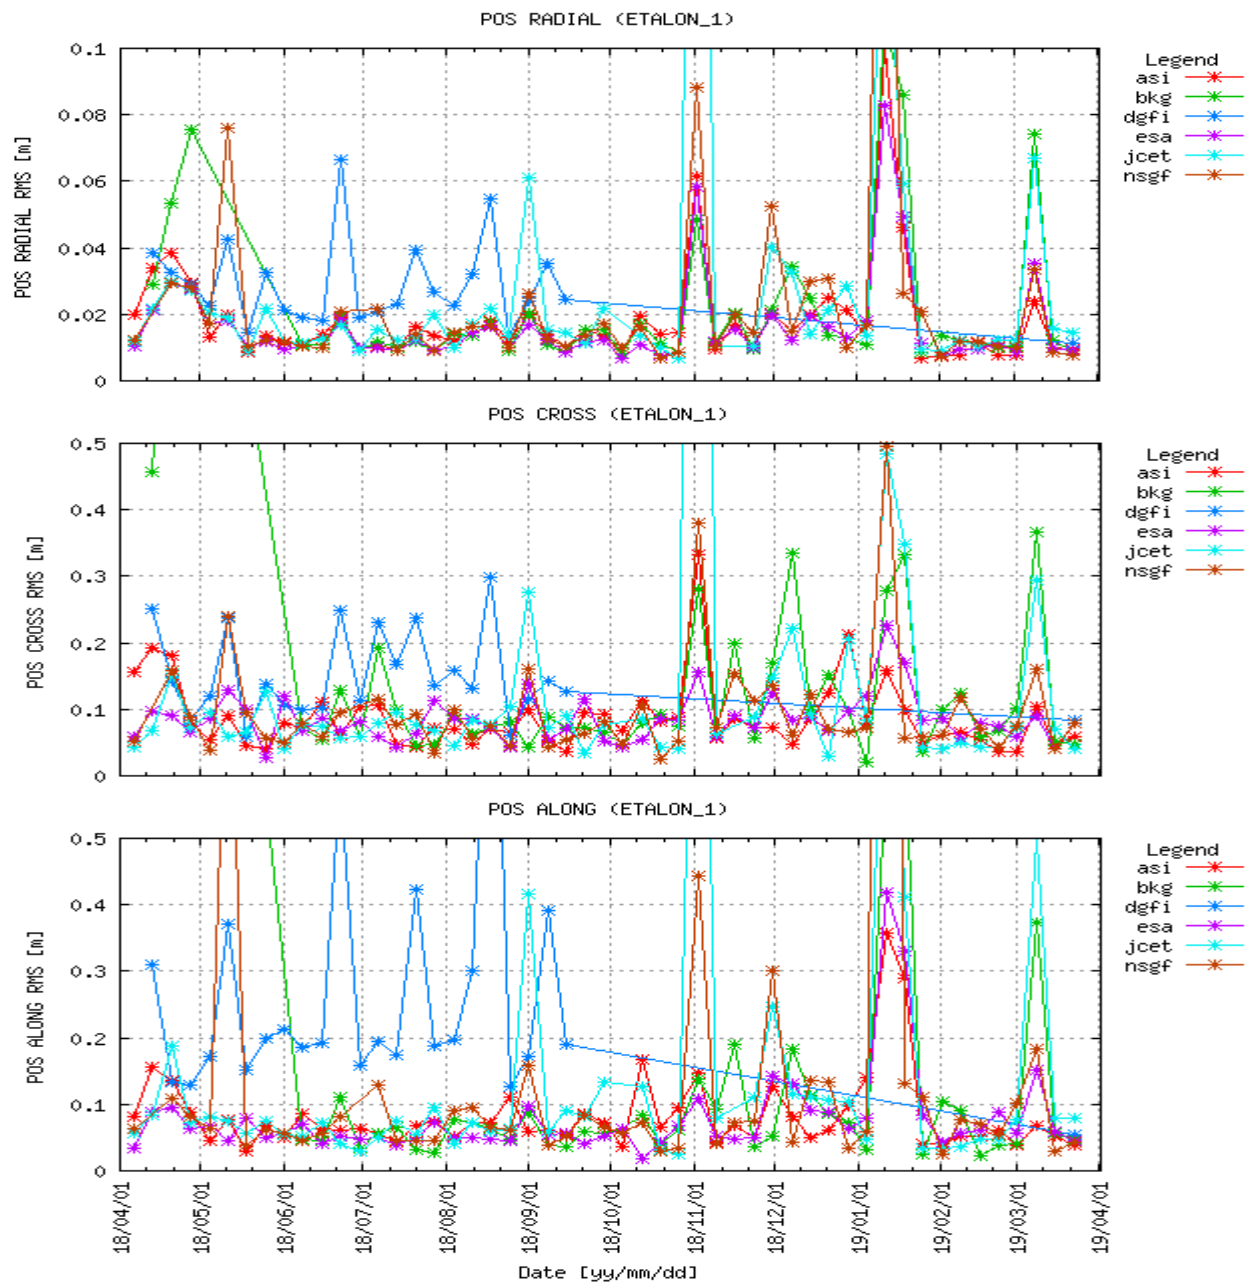 POS RADIAL (ETALON_1)
0.1
0.08
0.06
0.04
0.02
0
POS RADIAL RMS [m]
Legend
asi
bkg
dgfi
esa
jcet
nsgf
POS CROSS (ETALON_1)
0.5
0.4
0.3
0.2
0.1
0
POS CROSS RMS [m]
Legend
asi
bkg
dgfi
esa
jcet
nsgf
POS ALONG (ETALON_1)
0.5
0.4
0.3
0.2
0.1
0
POS ALONG RMS [m]
Legend
asi
bkg
dgfi
esa
jcet
nsgf
18/04/01
18/05/01
18/06/01
18/07/01
18/08/01
18/09/01
18/10/01
18/11/01
18/12/01
19/01/01
19/02/01
19/03/01
19/04/01
Date [yy/mm/dd]